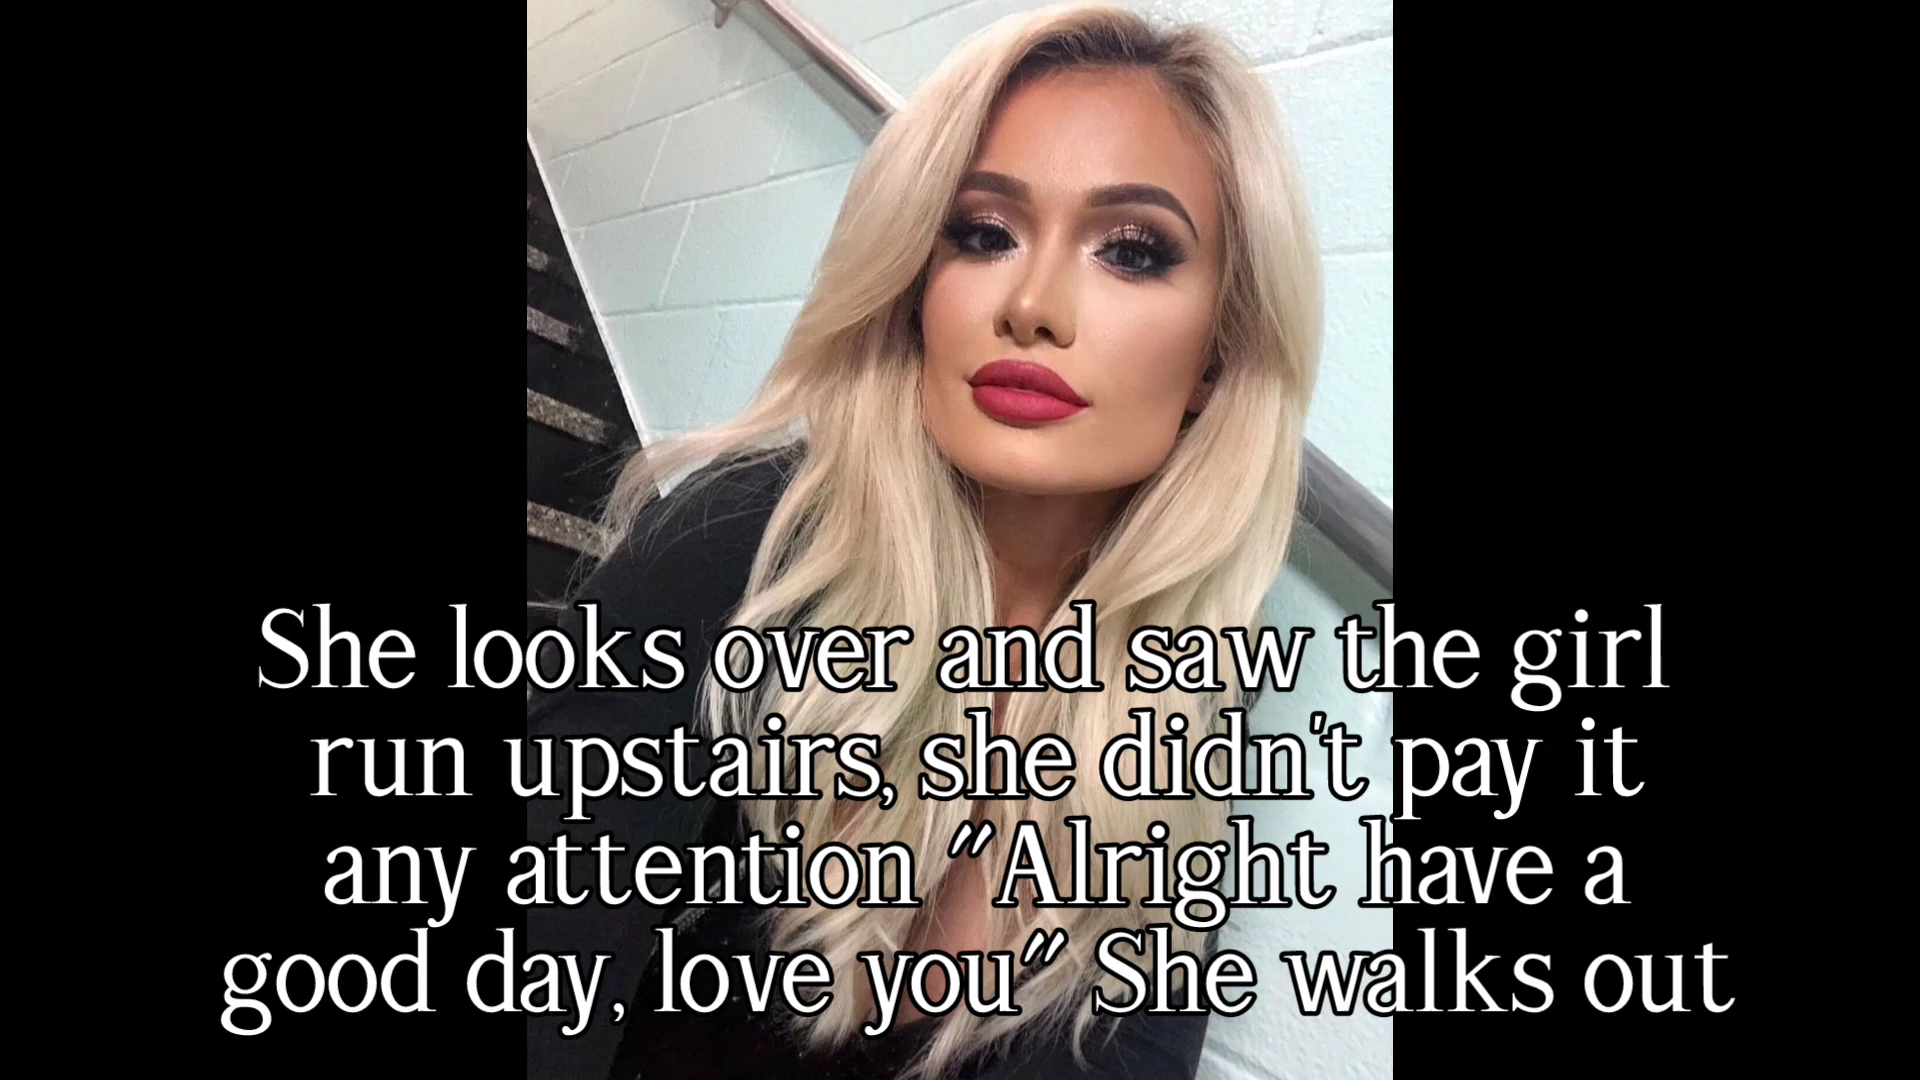 She looks over and saw the girl
run upstairs, she didn't pay it
any attention "Alright have a
good day, love you" She walks out